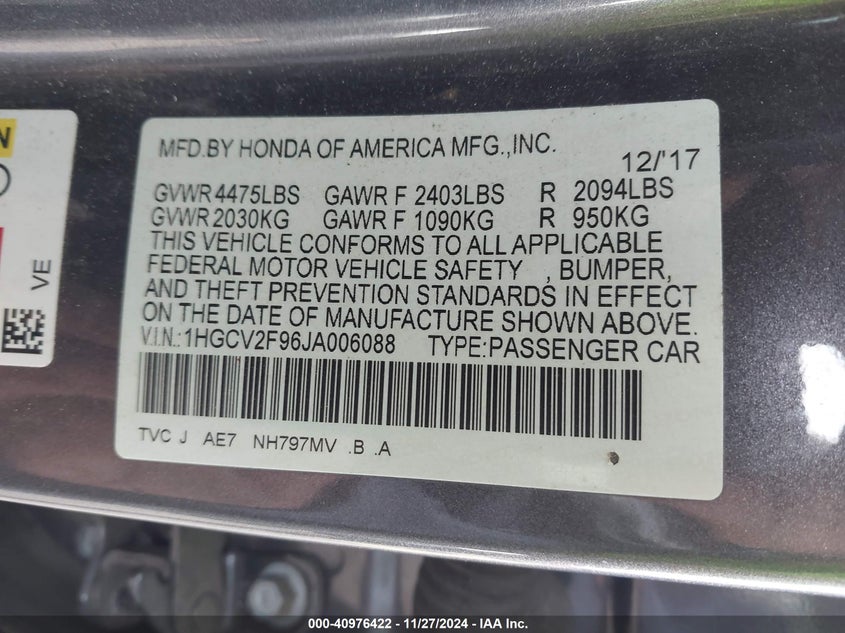 N
VE
MFD.BY HONDA OF AMERICA MFG.,INC.
12/'17
GVWR 4475LBS GAWR F 2403LBS R 2094LBS
GVWR 2030KG GAWR F 1090KG R 950KG
THIS VEHICLE CONFORMS TO ALL APPLICABLE
FEDERAL MOTOR VEHICLE SAFETY , BUMPER,
AND THEFT PREVENTION STANDARDS IN EFFECT
ON THE DATE OF MANUFACTURE SHOWN ABOVE.
V.I.N.:1HGCV2F96JA006088 TYPE:PASSENGER CAR
TVC J AE7 NH797MV .B .A
000-40976422 - 11/27/2024 - IAA Inc.